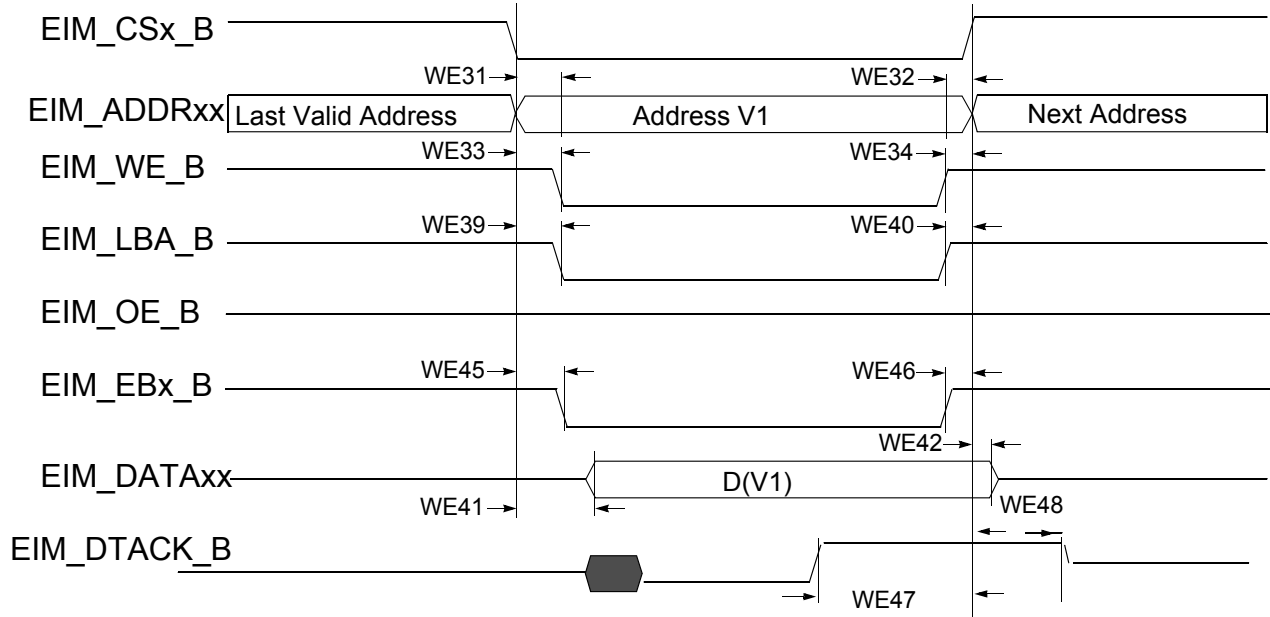 EIM_CSx_B
WE31
WE32
EIM_ADDRxx
Last Valid Address
Address V1
Next Address
WE33
WE34
EIM_WE_B
WE39
WE40
EIM_LBA_B
EIM_OE_B
WE45
WE46
EIM_EBx_B
WE42
EIM_DATAxx
D(V1)
WE41
WE48
EIM_DTACK_B
WE47